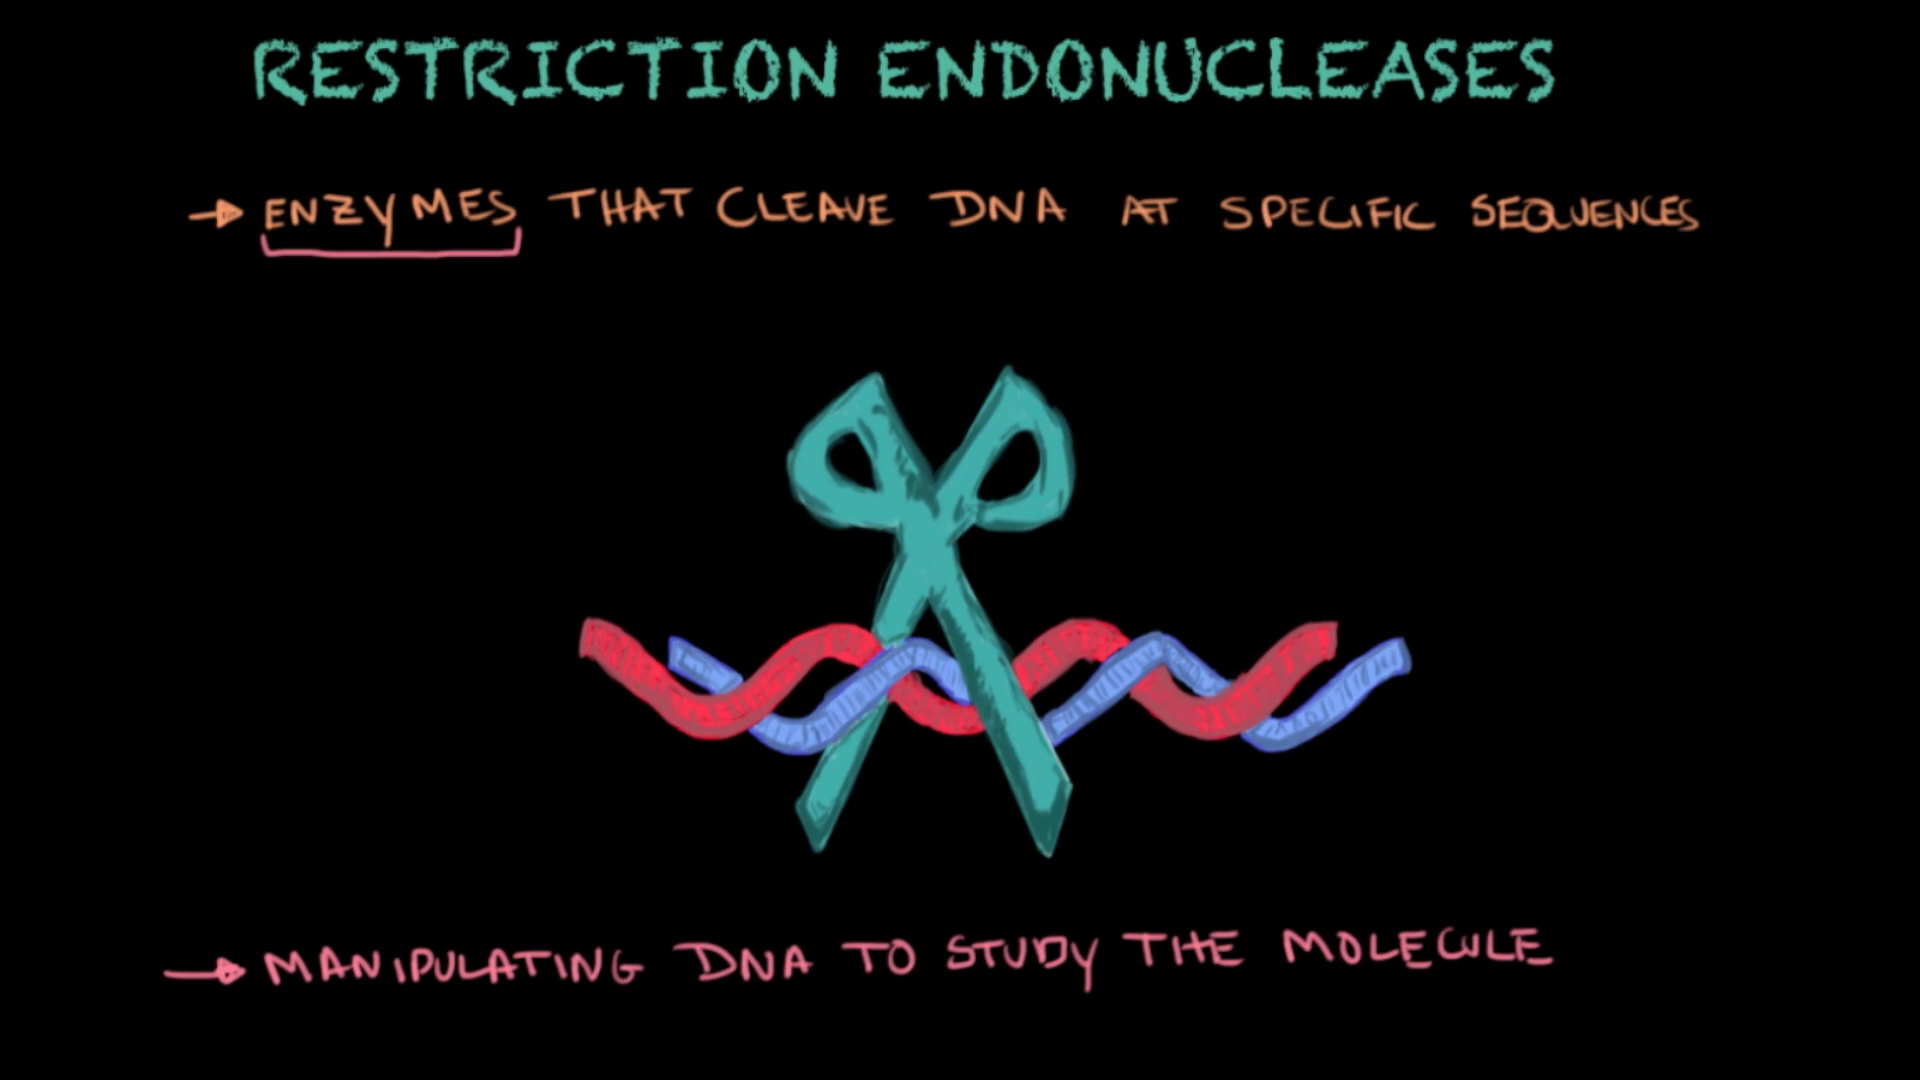 RESTRICTION ENDONUCLEASES
→ ENZYMES THAT CLEAVE DNA AT SPECIFIC SEQUENCES
→ MANIPULATING DNA TO STUDY THE MOLECULE